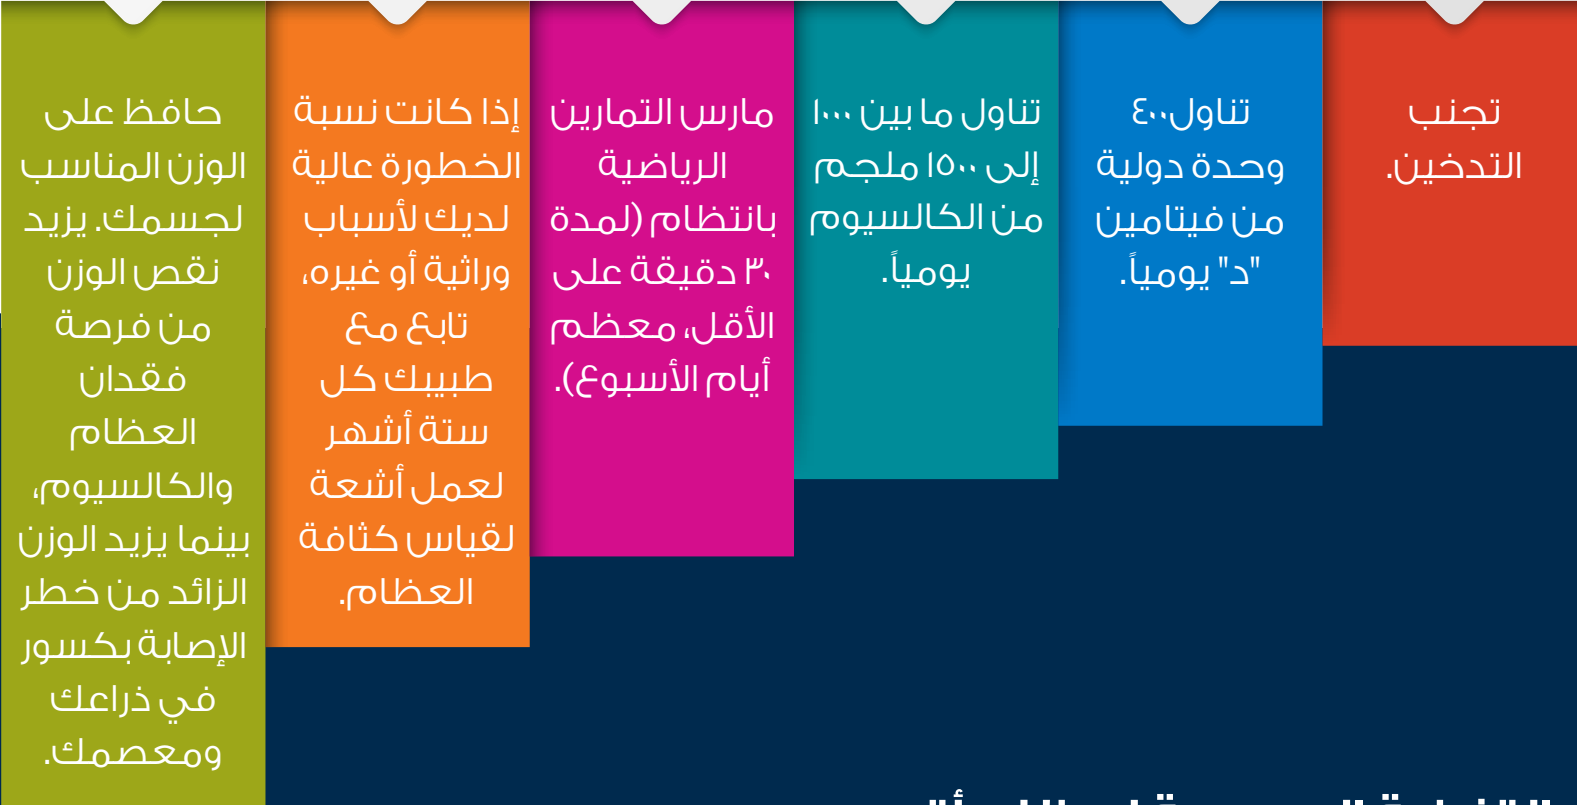 تجنب
التدخين.
تناول٤٠٠
وحدة دولية
من فيتامين
"د" يومياً.
تناول ما بين ١٠٠٠
إلى ١٥٠٠ ملجم
من الكالسيوم
يومياً.
مارس التمارين
الرياضية
بانتظام (لمدة
٣٠ دقيقة على
الأقل، معظم
أيام الأسبوع).
إذا كانت نسبة
الخطورة عالية
لديك لأسباب
وراثية أو غيره،
تابع مع
طبيبك كل
ستة أشهر
لعمل أشعة
لقياس كثافة
العظام.
حافظ على
الوزن المناسب
لجسمك. يزيد
نقص الوزن
من فرصة
فقدان
العظام
والكالسيوم،
بينما يزيد الوزن
الزائد من خطر
الإصابة بكسور
في ذراعك
ومعصمك.